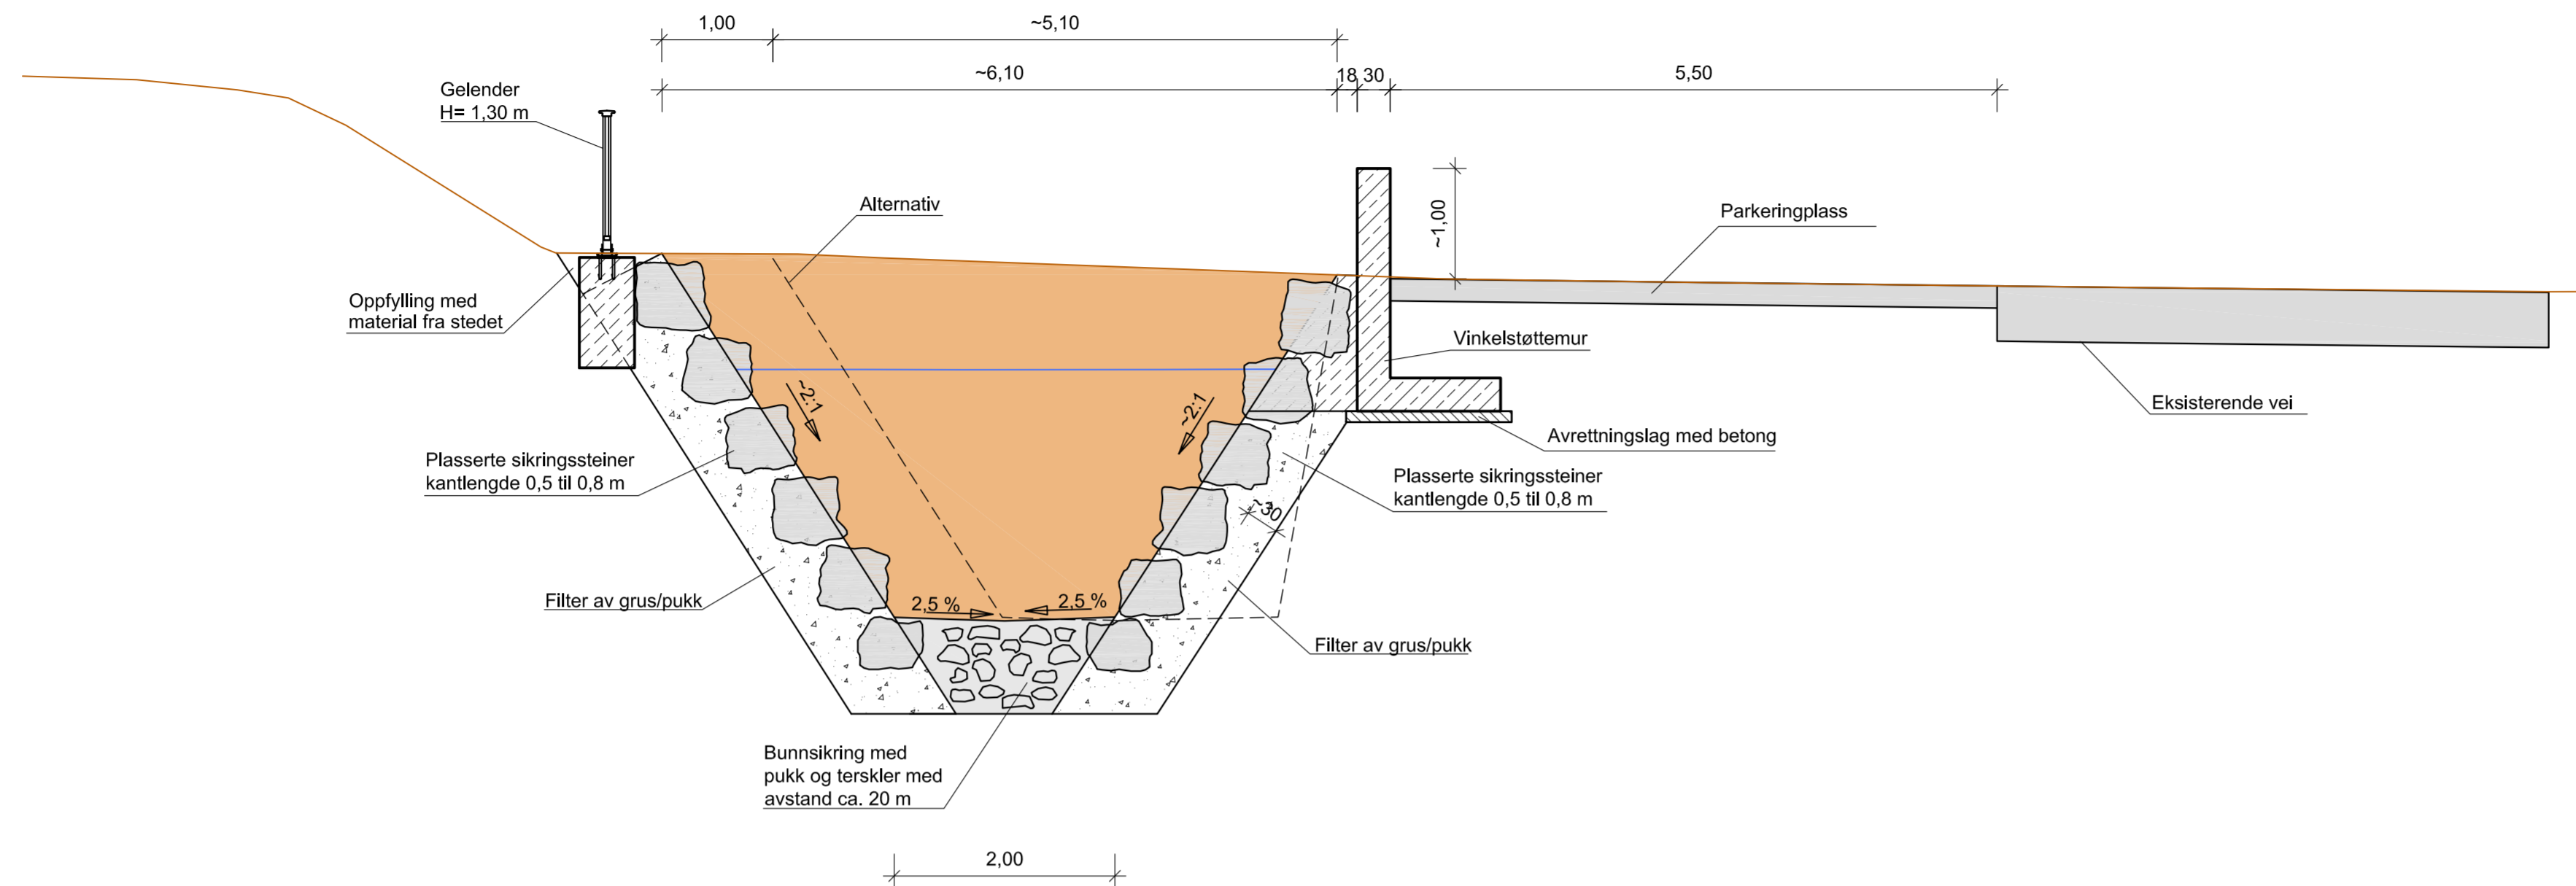 1,00
~5,10
~6,10
18
30
5,50
Gelender
H= 1,30 m
~1,00
Alternativ
Parkeringplass
Oppfylling med
material fra stedet
Vinkelstøttemur
~2:1
~2:1
Eksisterende vei
Avrettningslag med betong
Plasserte sikringssteiner
kantlengde 0,5 til 0,8 m
Plasserte sikringssteiner
kantlengde 0,5 til 0,8 m
~30
Filter av grus/pukk
2,5 %
2,5 %
Filter av grus/pukk
Bunnsikring med
pukk og terskler med
avstand ca. 20 m
2,00